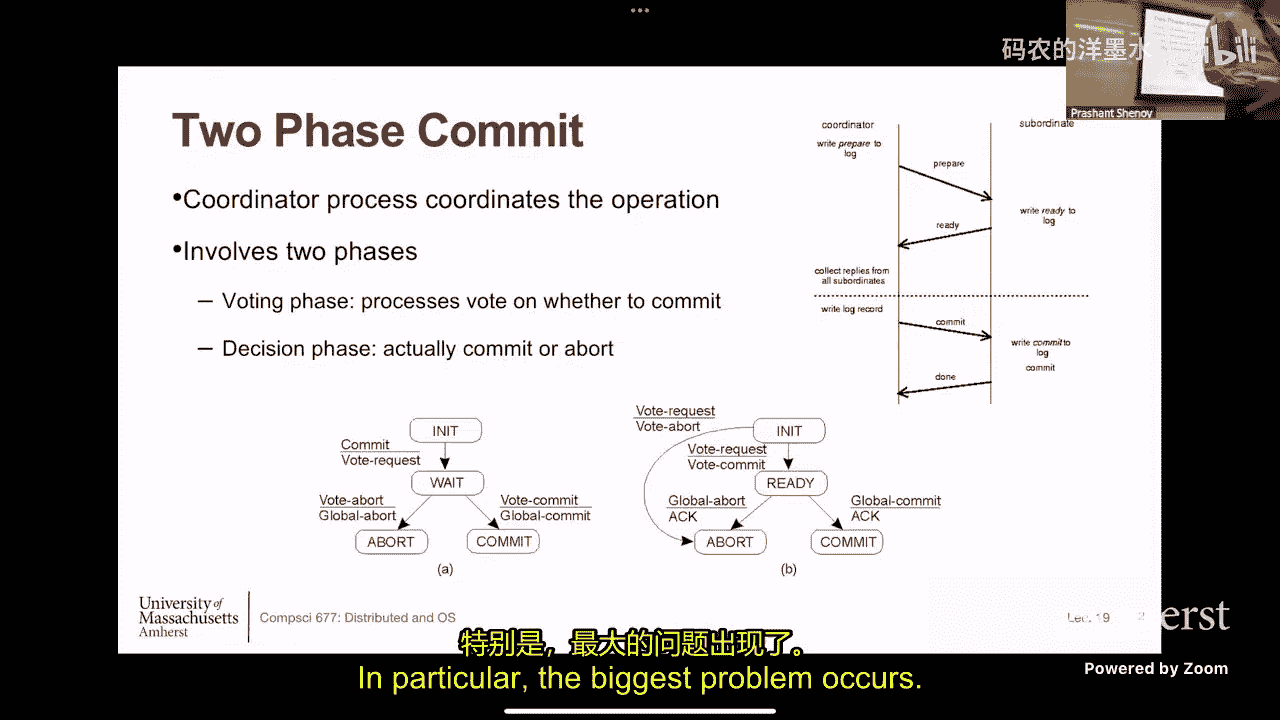 码农的洋墨水
bili
Prashant Shenoy
Two Phase Commit
•Coordinator process coordinates the operation
•Involves two phases
– Voting phase: processes vote on whether to commit
– Decision phase: actually commit or abort
coordinator
subordinate
write prepare to
log
prepare
write ready to
log
ready
collect replies from
all subordinates
write log record
commit
write commit to
log
commit
done
INIT
Commit
Vote-request
WAIT
Vote-abort
Global-abort
Vote-commit
Global-commit
ABORT
COMMIT
(a)
Vote-request
Vote-abort
INIT
Vote-request
Vote-commit
READY
Global-abort
ACK
Global-commit
ACK
ABORT
COMMIT
(b)
University of
Massachusetts
Amherst
Compsci 677: Distributed and OS
Lec. 19
2
erst
特别是，最大的问题出现了。
In particular, the biggest problem occurs.
Powered by Zoom